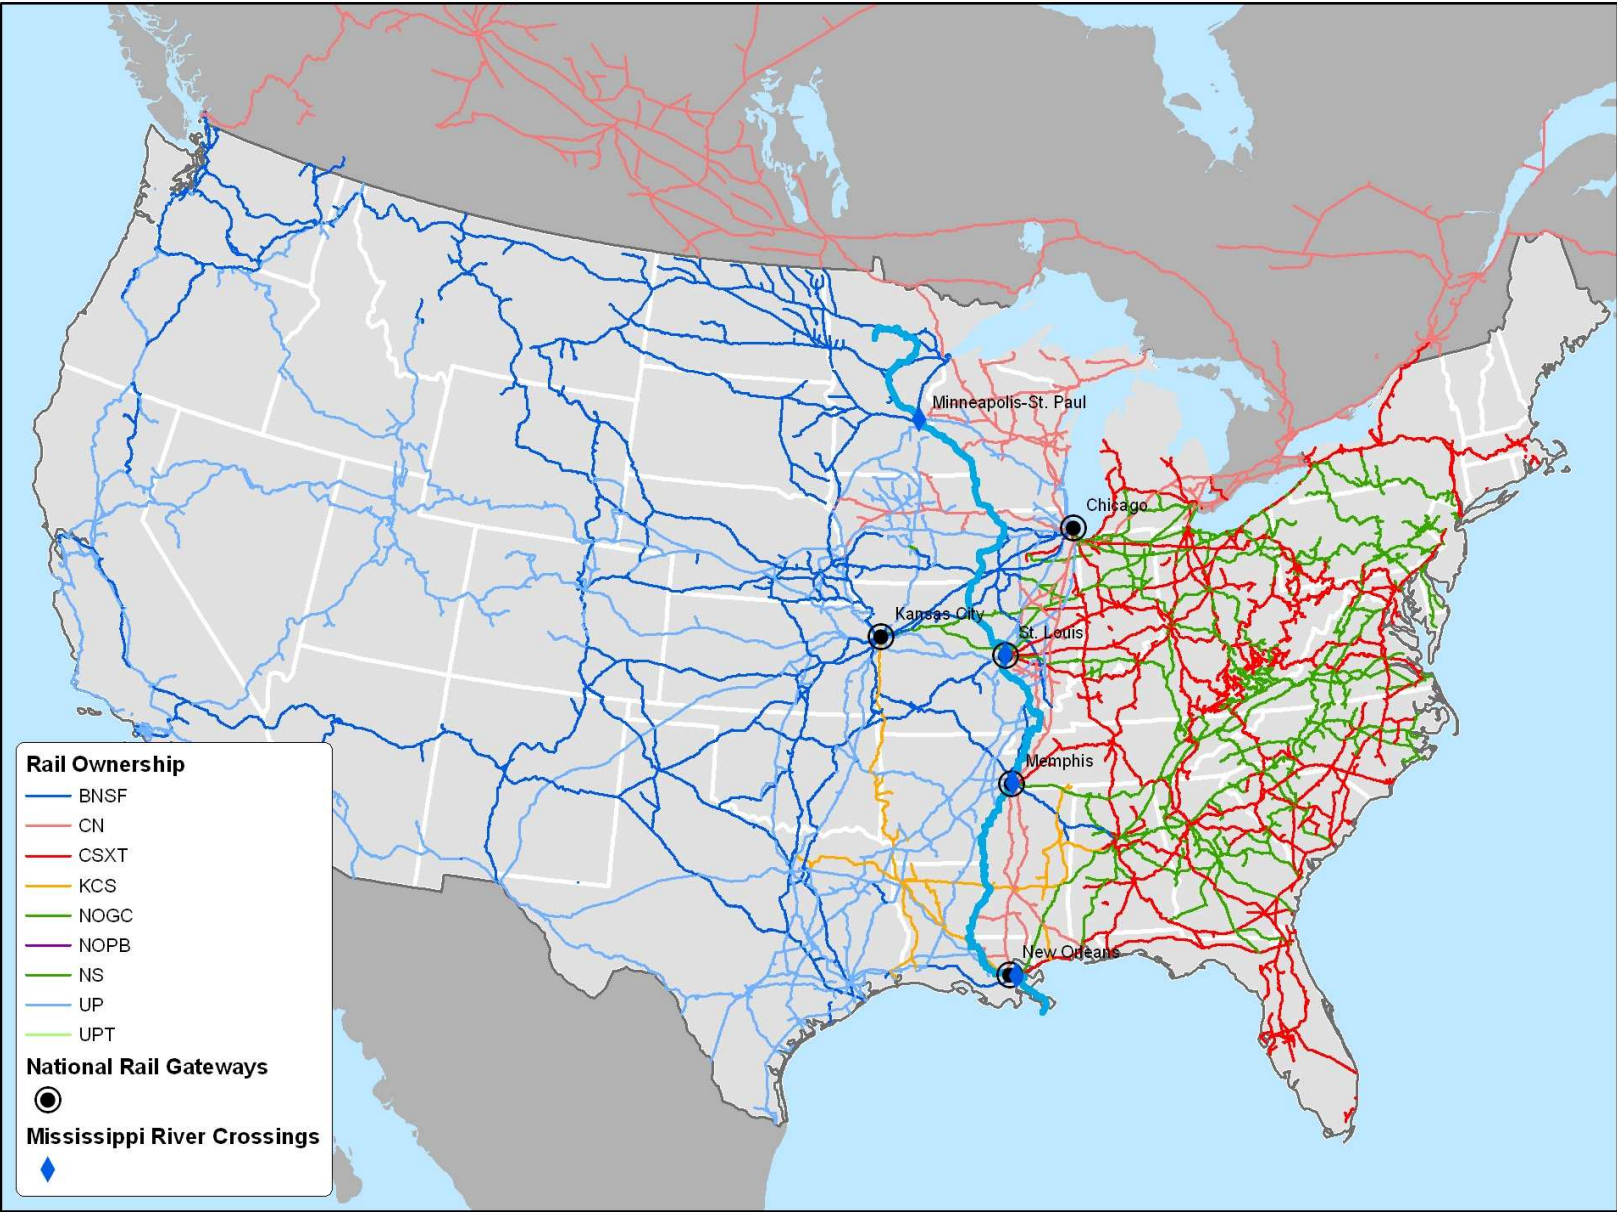 Minneapolis-St. Paul
Chicago
Kansas City
St. Louis
Memphis
New Orleans
Rail Ownership
BNSF
CN
CSXT
KCS
NOGC
NOPB
NS
UP
UPT
National Rail Gateways
Mississippi River Crossings